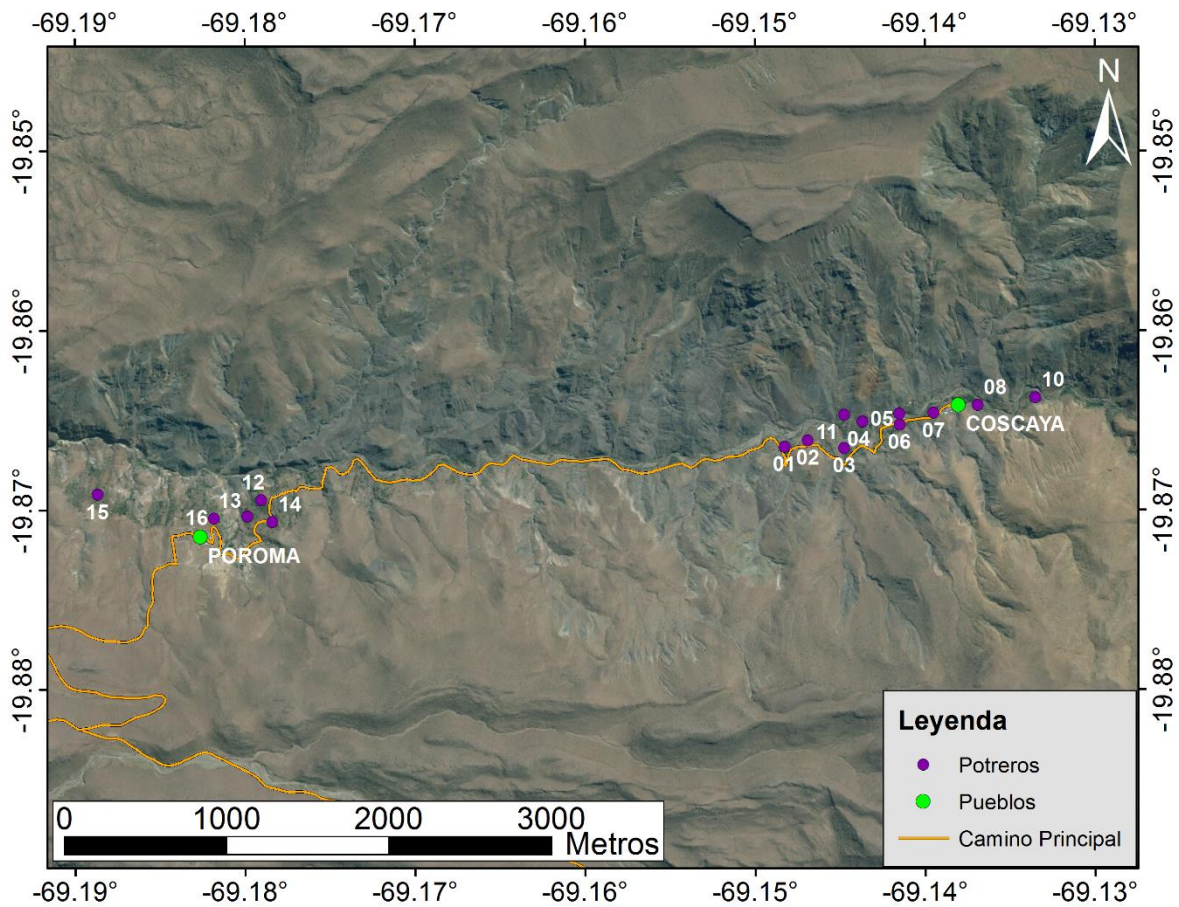 -69.19° -69.18° -69.17° -69.16° -69.15° -69.14° -69.13°
N
-19.85° -19.85°
-19.86° -19.86°
10
08
COSCAYA
05
07
11
04
06
01 02 03
12
13
14
15
16
-19.87° -19.87°
POROMA
-19.88° -19.88°
Leyenda
Potreros
Pueblos
Camino Principal
0 1000 2000 3000
Metros
-69.19° -69.18° -69.17° -69.16° -69.15° -69.14° -69.13°